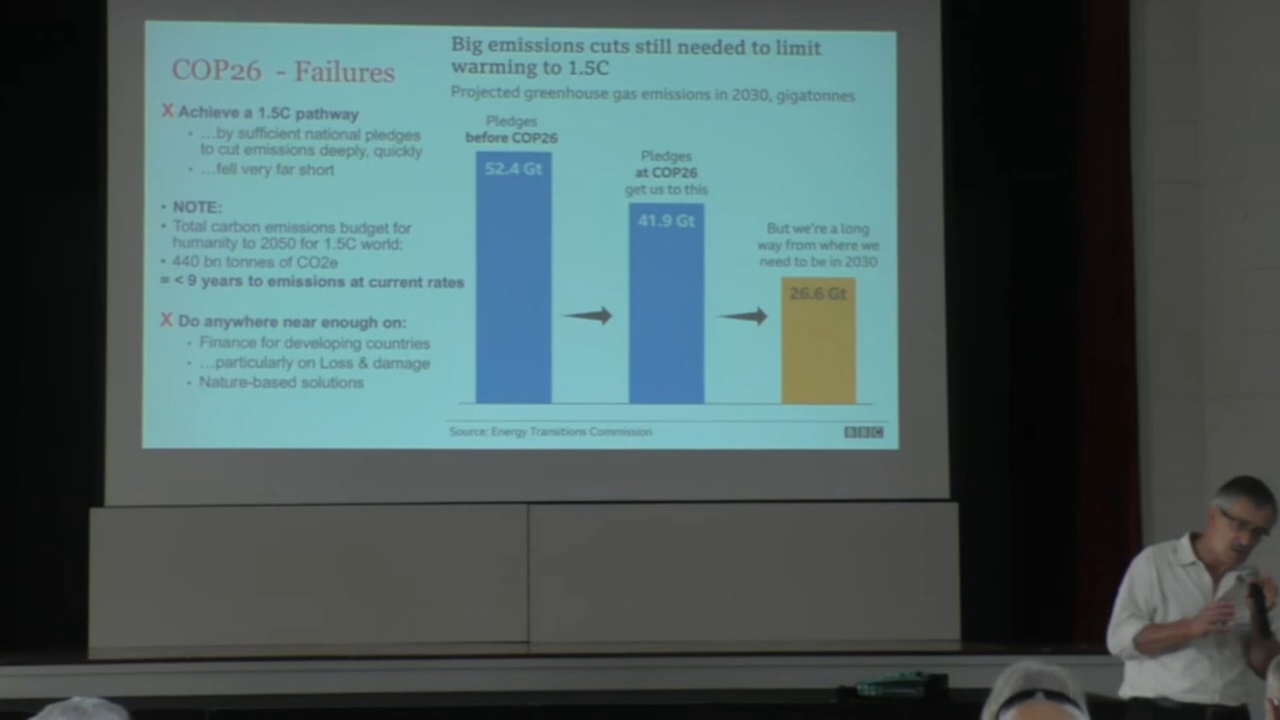 COP26 - Failures
X Achieve a 1.5C pathway
• …by sufficient national pledges
to cut emissions deeply, quickly
• …fell very far short
• NOTE:
• Total carbon emissions budget for
humanity to 2050 for 1.5C world:
• 440 bn tonnes of CO2e
= < 9 years to emissions at current rates
X Do anywhere near enough on:
• Finance for developing countries
• …particularly on Loss & damage
• Nature-based solutions
Big emissions cuts still needed to limit
warming to 1.5C
Projected greenhouse gas emissions in 2030, gigatonnes
Pledges
before COP26
52.4 Gt
Pledges
at COP26
get us to this
41.9 Gt
But we're a long
way from where we
need to be in 2030
26.6 Gt
Source: Energy Transitions Commission
BBC